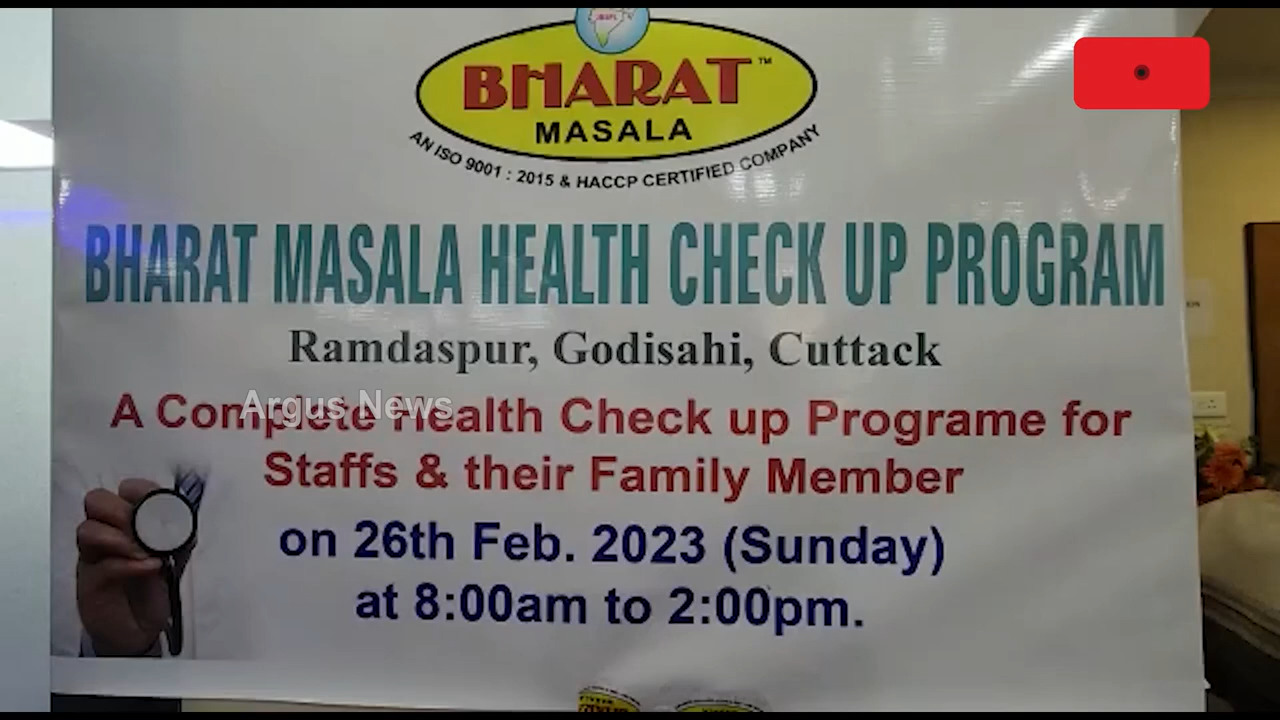 BHARAT™
MASALA
AN ISO 9001 : 2015 & HACCP CERTIFIED COMPANY
BHARAT MASALA HEALTH CHECK UP PROGRAM
Ramdaspur, Godisahi, Cuttack
Argus News
A Complete Health Check up Programe for
Staffs & their Family Member
on 26th Feb. 2023 (Sunday)
at 8:00am to 2:00pm.